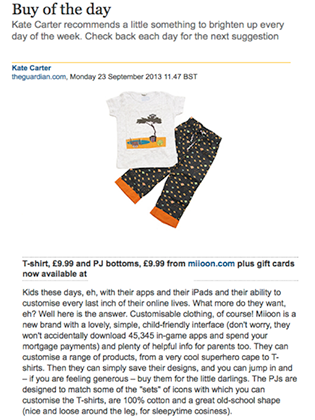 Buy of the day
Kate Carter recommends a little something to brighten up every
day of the week. Check back each day for the next suggestion
Kate Carter
theguardian.com, Monday 23 September 2013 11.47 BST
T-shirt, £9.99 and PJ bottoms, £9.99 from miioon.com plus gift cards
now available at
Kids these days, eh, with their apps and their iPads and their ability to
customise every last inch of their online lives. What more do they want,
eh? Well here is the answer. Customisable clothing, of course! Miioon is a
new brand with a lovely, simple, child-friendly interface (don't worry, they
won't accidentally download 45,345 in-game apps and spend your
mortgage payments) and plenty of helpful info for parents too. They can
customise a range of products, from a very cool superhero cape to T-
shirts. Then they can simply save their designs, and you can jump in and
– if you are feeling generous – buy them for the little darlings. The PJs are
designed to match some of the "sets" of icons with which you can
customise the T-shirts, are 100% cotton and a great old-school shape
(nice and loose around the leg, for sleepytime cosiness).